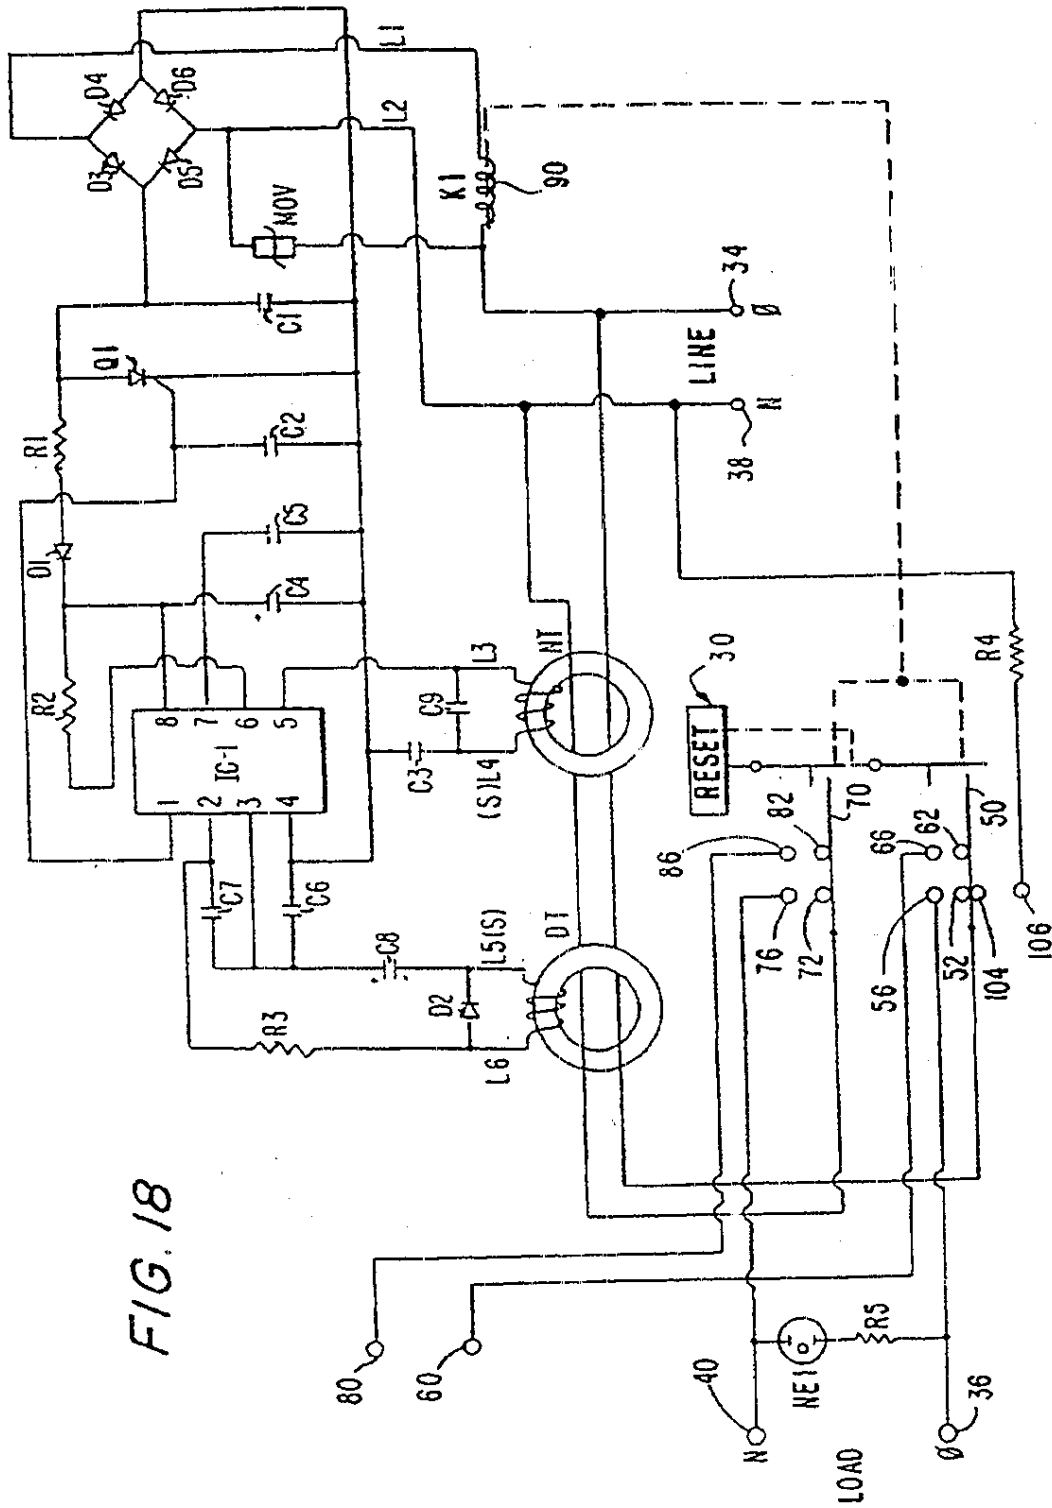 L1
L2
D4
D6
D3
D5
MOV
K1
90
C1
Q1
34
Ø
LINE
N
38
R1
C2
C5
D1
C4
R2
8
7
6
5
IC-1
1
2
3
4
L3
NT
C9
C3
(S)L4
30
RESET
R4
C7
C6
82
70
62
50
86
66
76
72
56
52
104
106
DT
L5(S)
C8
D2
R3
L6
FIG. 18
80
60
40
N
NE1
R5
LOAD
Ø
36